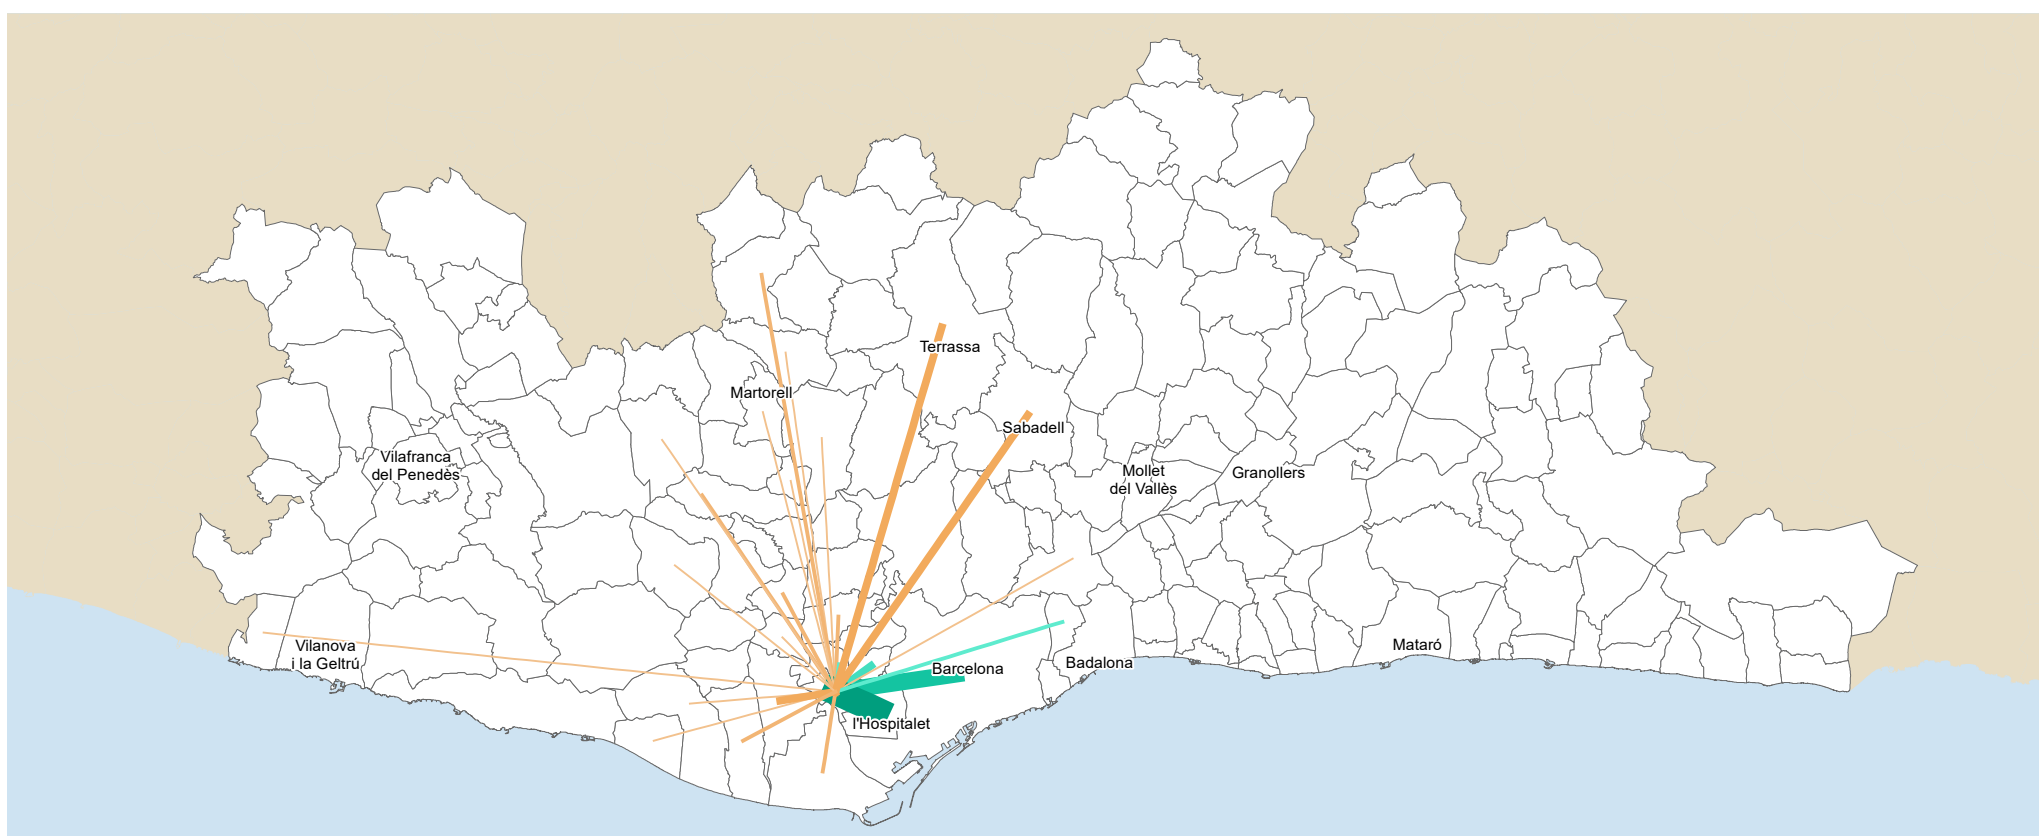 Terrassa
Martorell
Sabadell
Vilafranca
del Penedès
Mollet
del Vallès
Granollers
Vilanova
i la Geltrú
Mataró
Barcelona
Badalona
l'Hospitalet